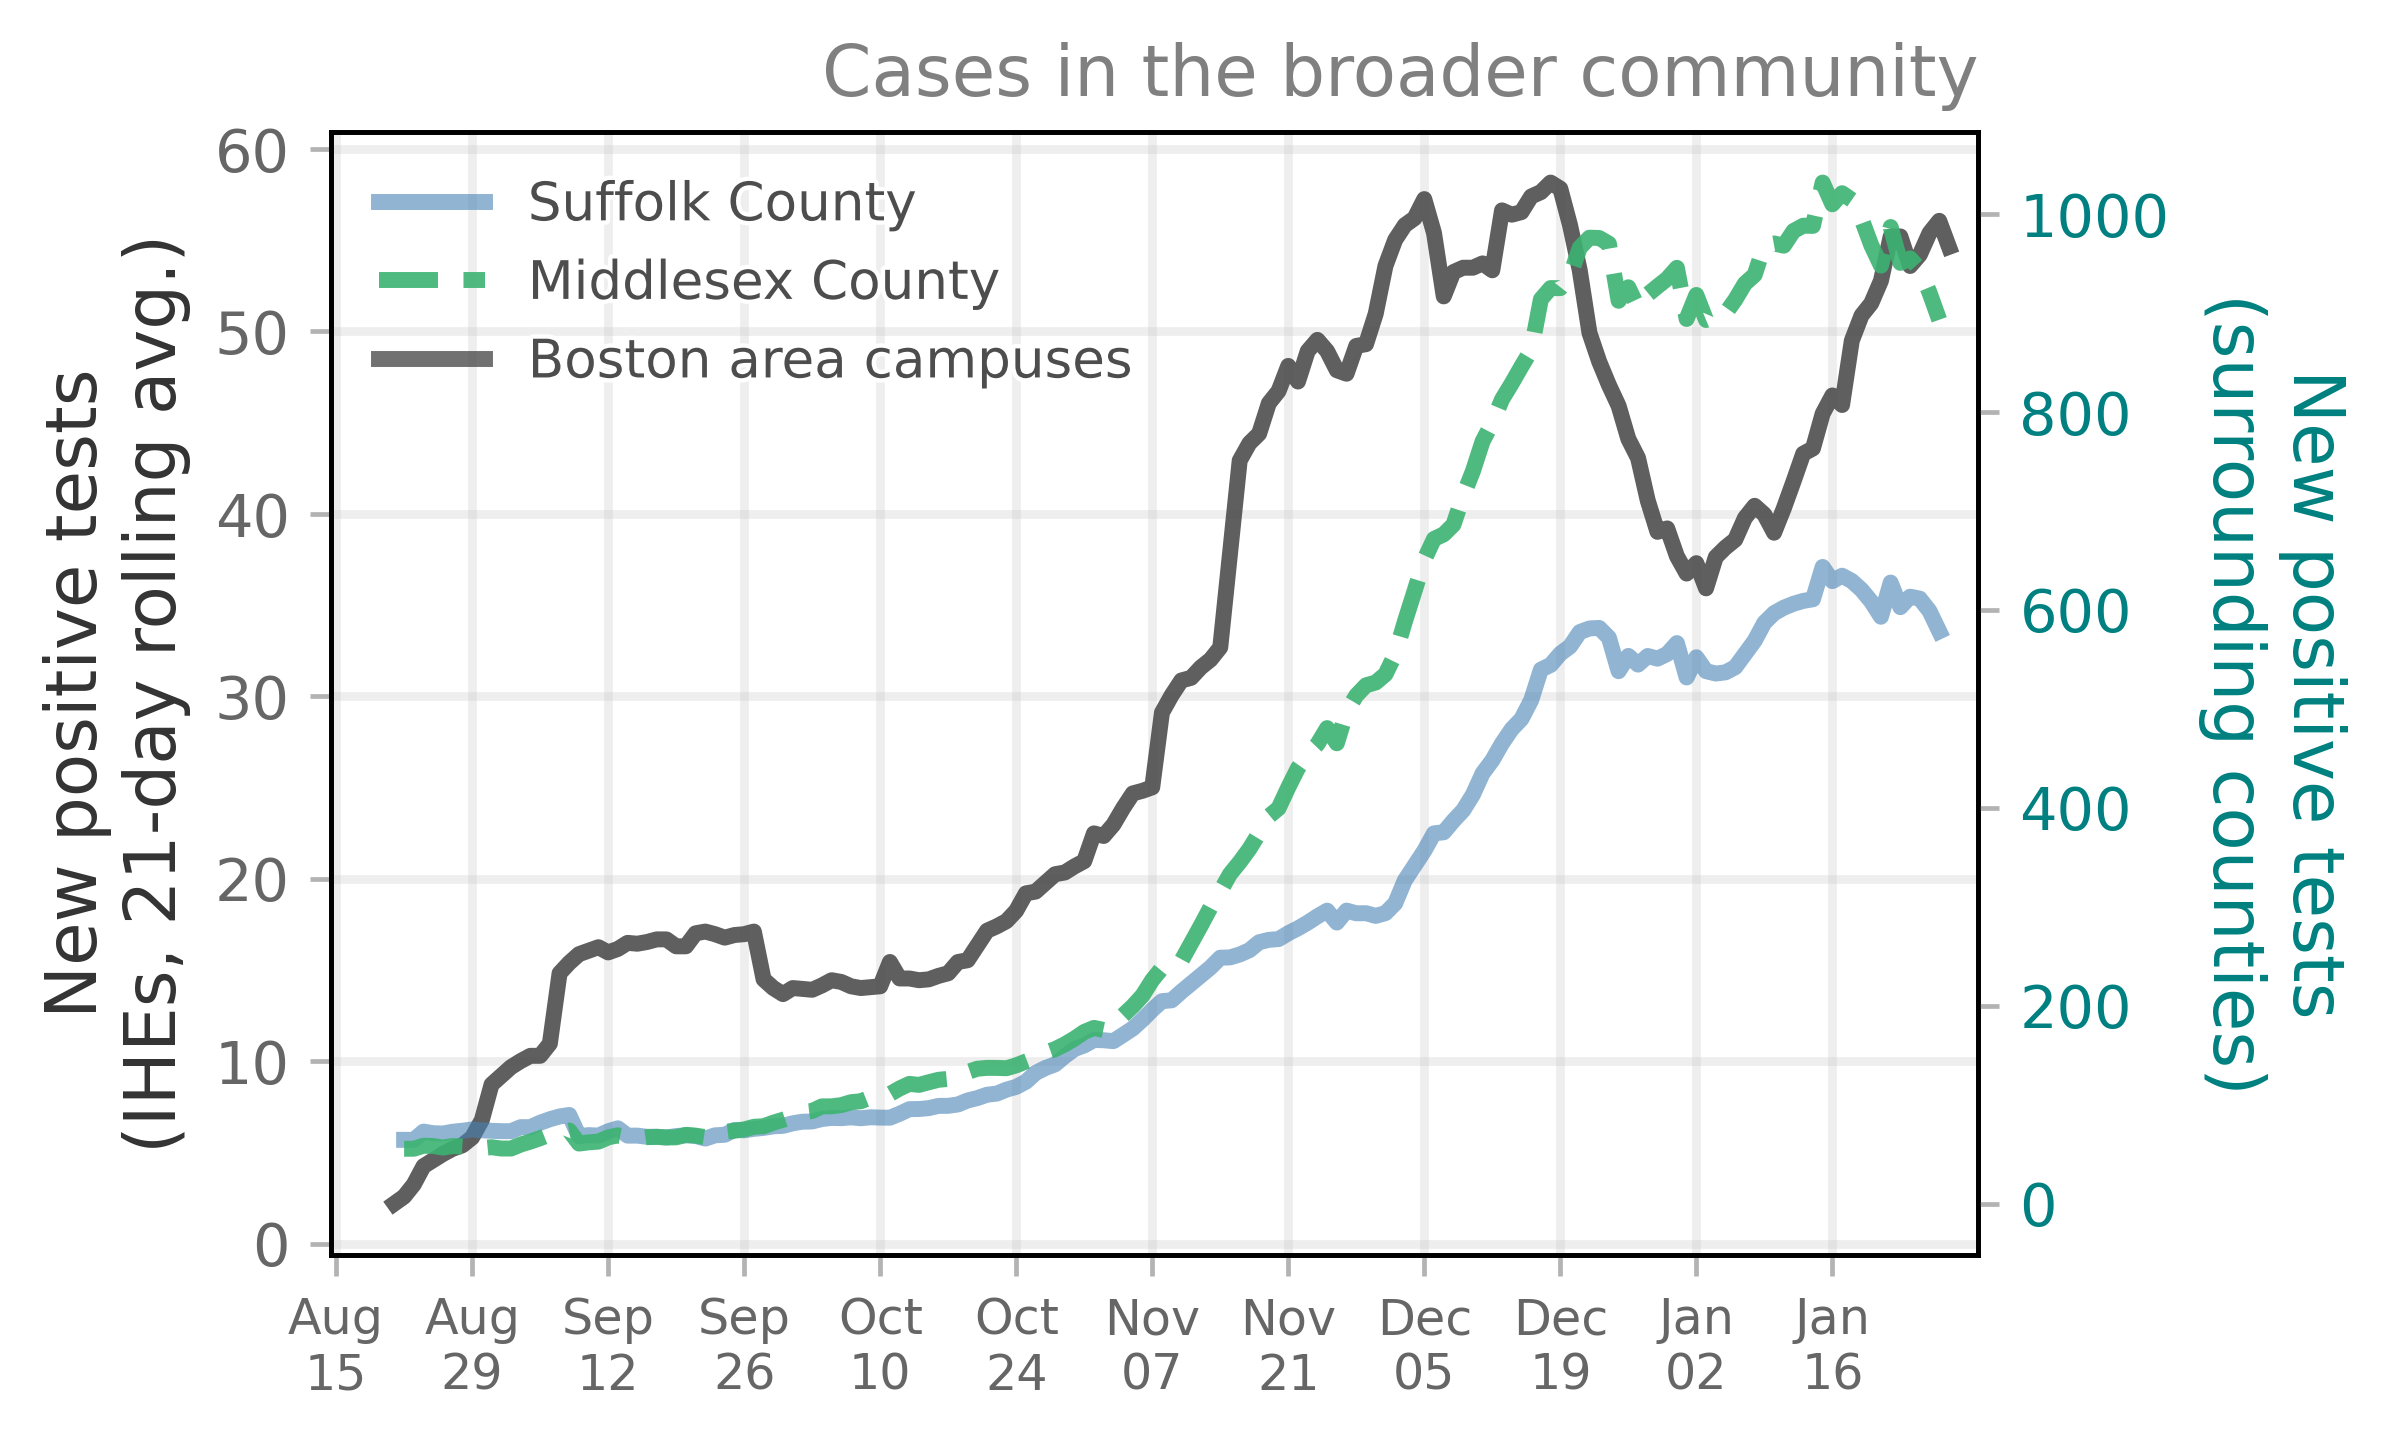 Cases in the broader community
Suffolk County
Middlesex County
Boston area campuses
New positive tests
(IHEs, 21-day rolling avg.)
60
50
40
30
20
10
0
1000
800
600
400
200
0
New positive tests
(surrounding counties)
Aug
15
Aug
29
Sep
12
Sep
26
Oct
10
Oct
24
Nov
07
Nov
21
Dec
05
Dec
19
Jan
02
Jan
16